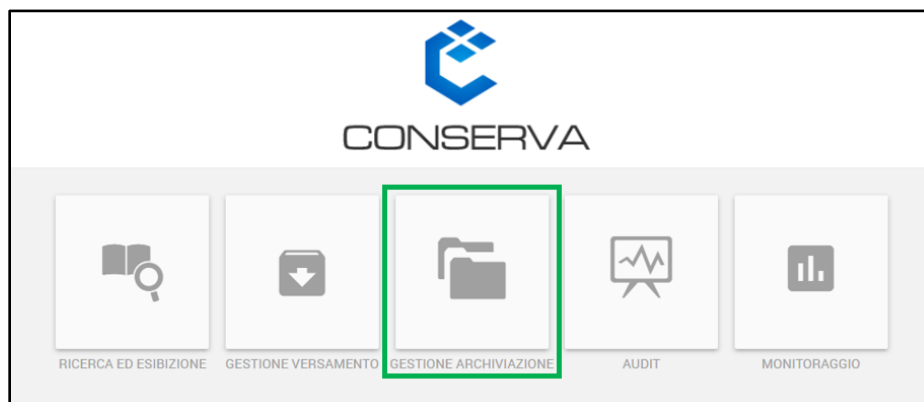 CONSERVA
RICERCA ED ESIBIZIONE GESTIONE VERSAMENTO GESTIONE ARCHIVIAZIONE AUDIT MONITORAGGIO